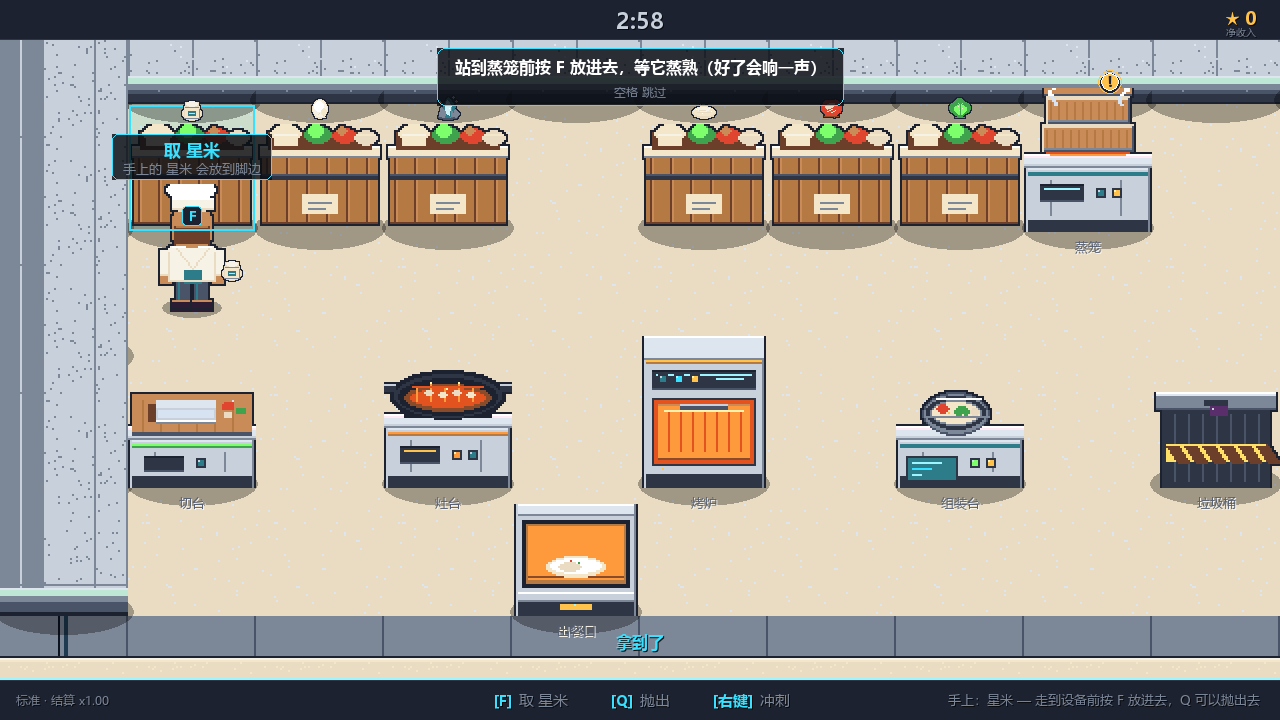 2:58
★ 0
净收入
站到蒸笼前按 F 放进去，等它蒸熟（好了会响一声）
空格 跳过
!
取 星米
手上的 星米 会放到脚边
F
蒸笼
切台
灶台
烤炉
组装台
垃圾桶
出餐口
拿到了
标准 · 结算 x1.00
[F] 取 星米
[Q] 抛出
[右键] 冲刺
手上：星米 — 走到设备前按 F 放进去，Q 可以抛出去